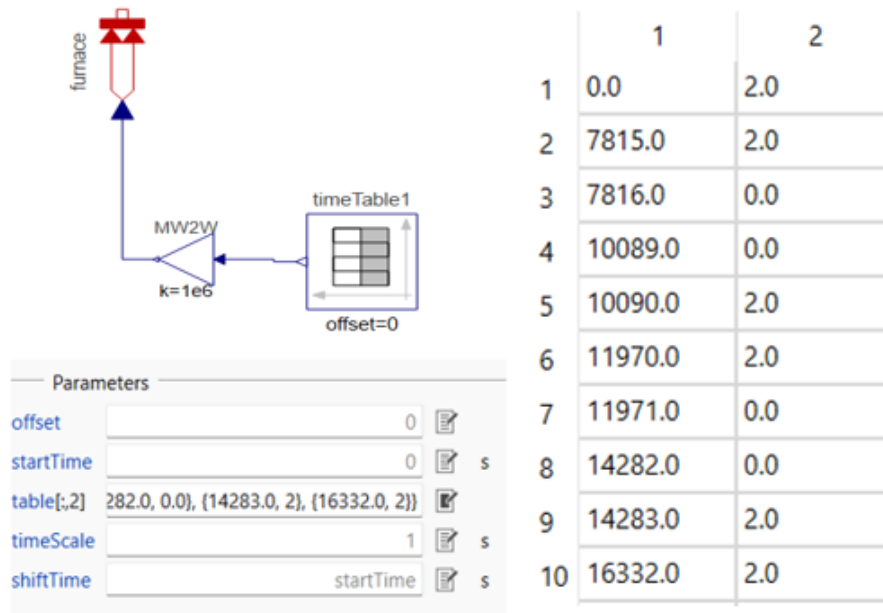 furnace
timeTable1
MW2W
k=1e6
offset=0
Parameters
offset 0
startTime 0 s
table[:,2] 282.0, 0.0}, {14283.0, 2}, {16332.0, 2}}
timeScale 1 s
shiftTime startTime s
1 2
1 0.0 2.0
2 7815.0 2.0
3 7816.0 0.0
4 10089.0 0.0
5 10090.0 2.0
6 11970.0 2.0
7 11971.0 0.0
8 14282.0 0.0
9 14283.0 2.0
10 16332.0 2.0